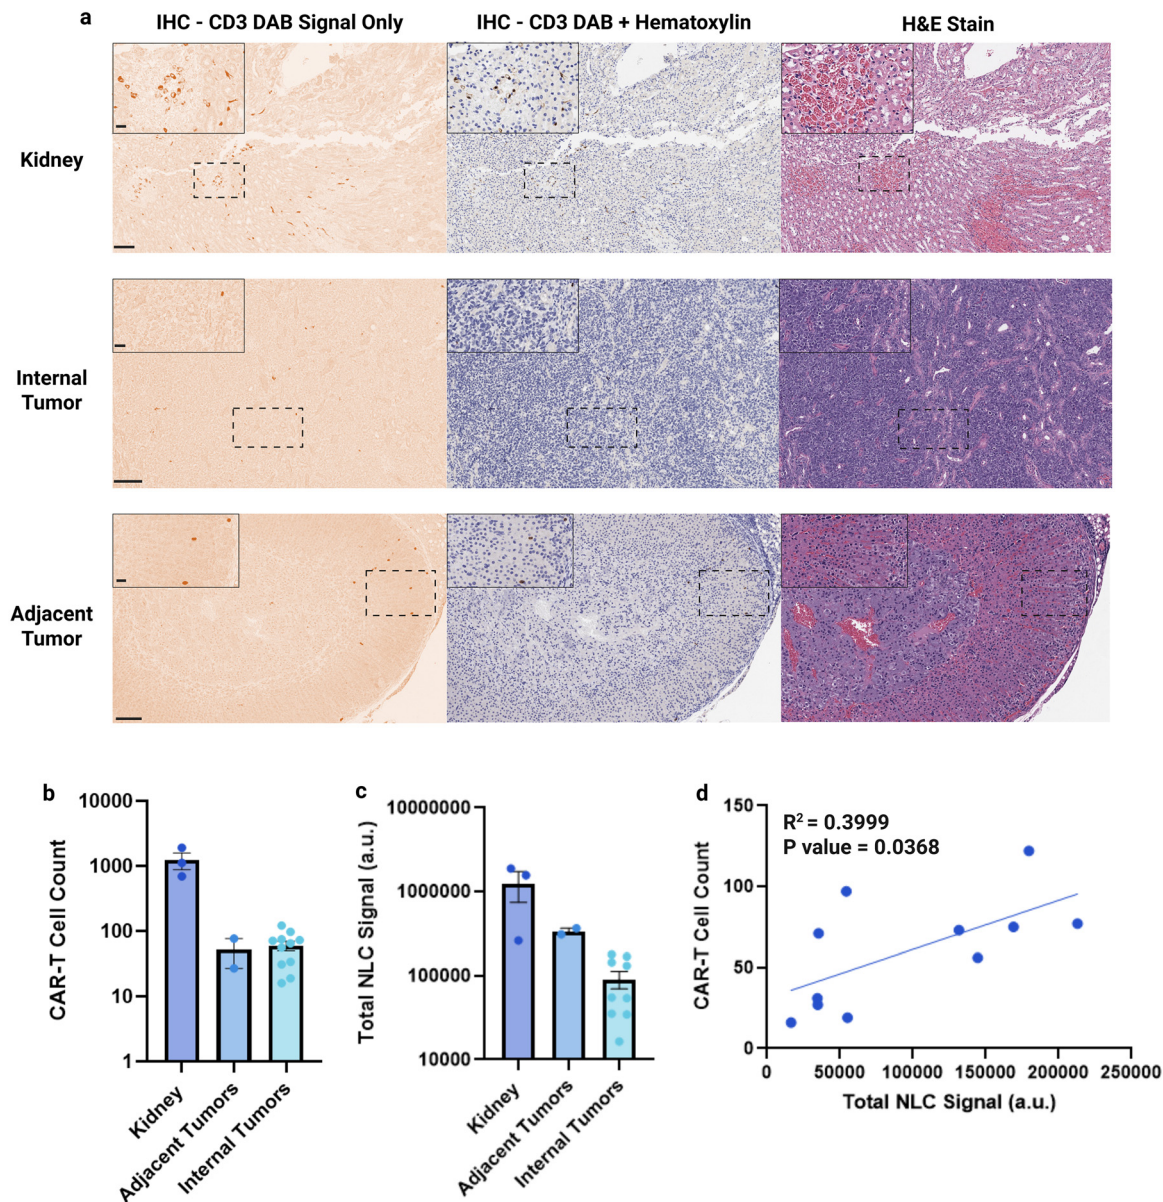 a
IHC - CD3 DAB Signal Only
IHC - CD3 DAB + Hematoxylin
H&E Stain
Kidney
Internal
Tumor
Adjacent
Tumor
b
CAR-T Cell Count
10000
1000
100
10
1
Kidney
Adjacent Tumors
Internal Tumors
c
Total NLC Signal (a.u.)
10000000
1000000
100000
10000
Kidney
Adjacent Tumors
Internal Tumors
d
CAR-T Cell Count
150
100
50
0
R² = 0.3999
P value = 0.0368
0
50000
100000
150000
200000
250000
Total NLC Signal (a.u.)